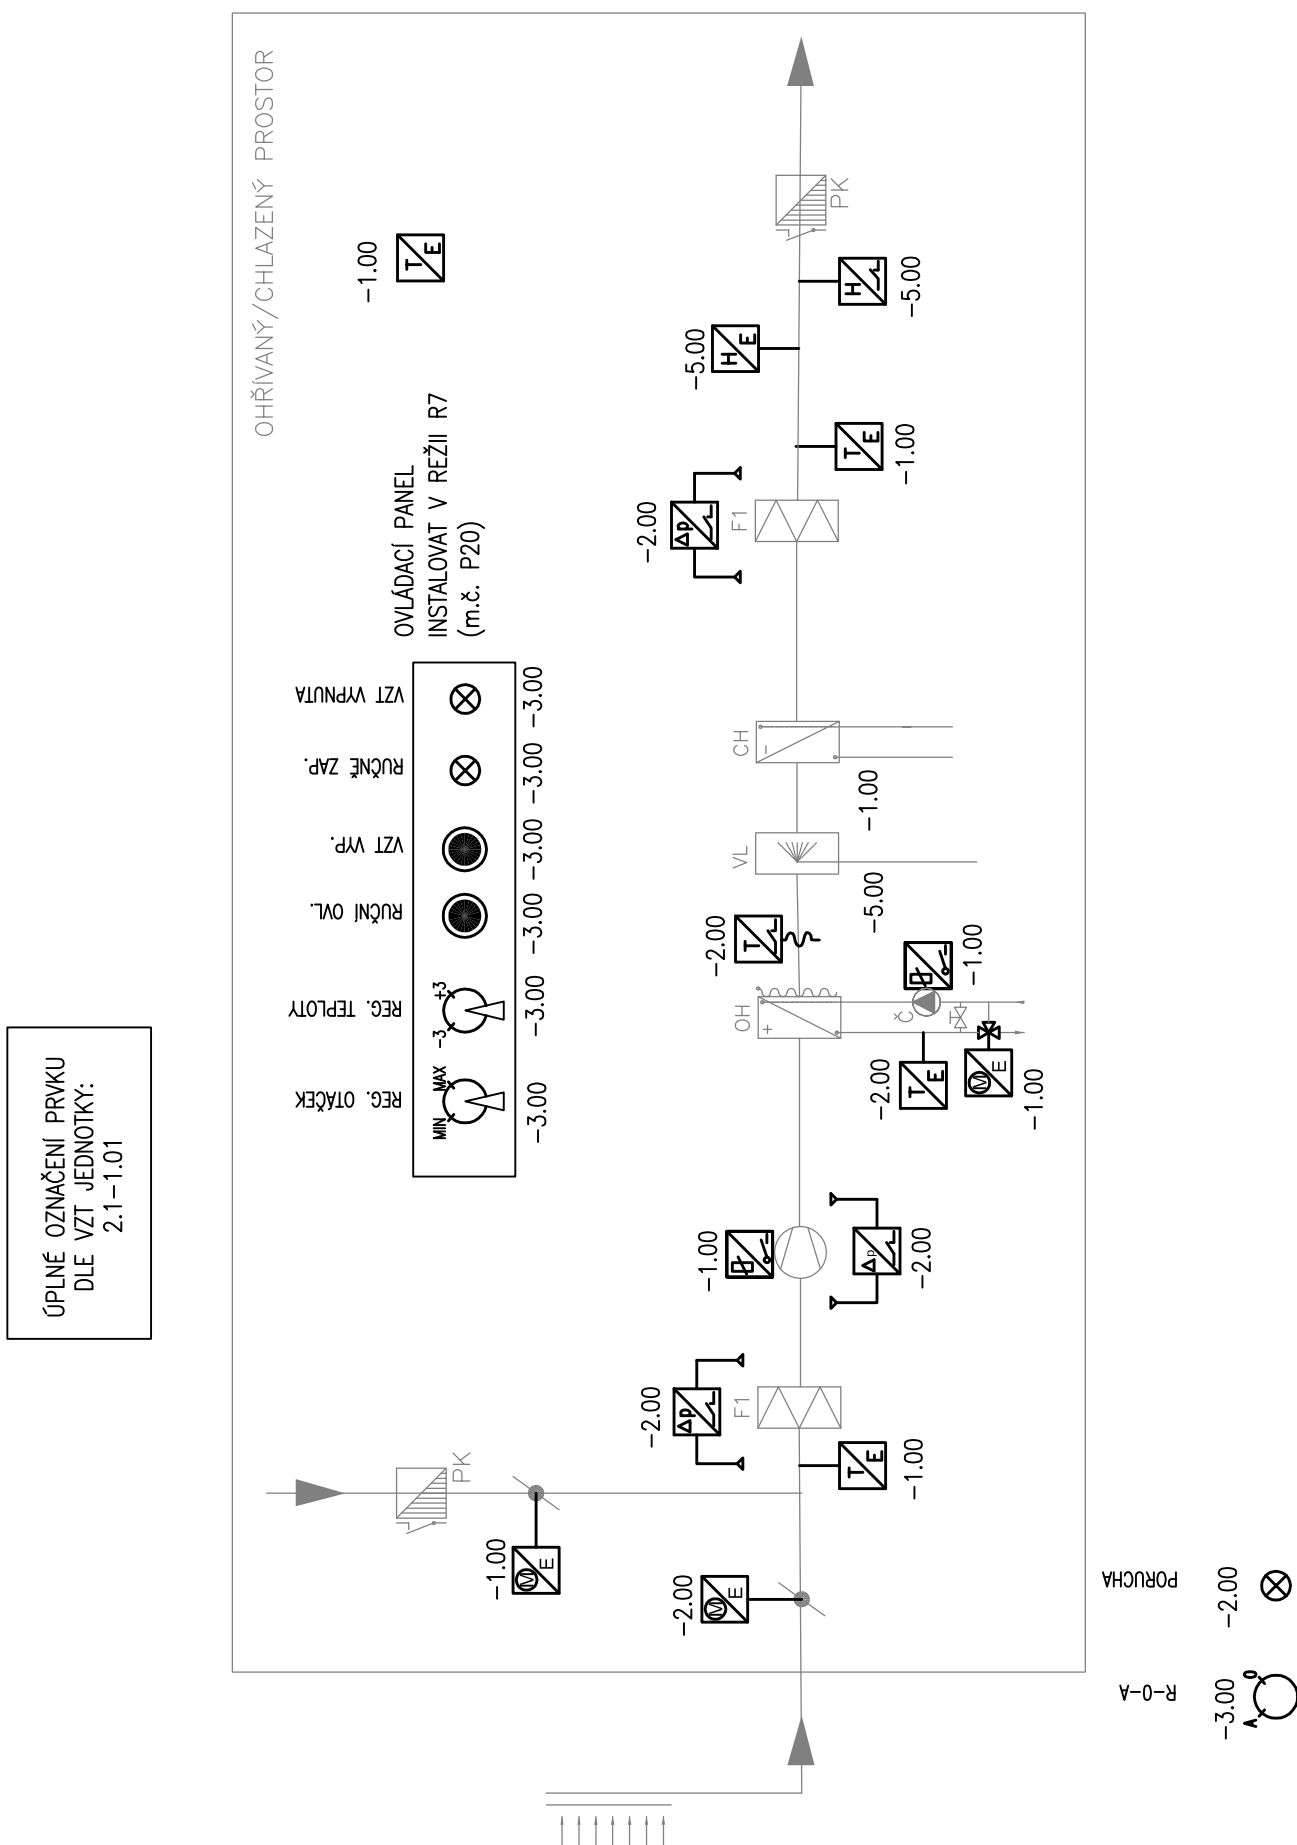 ÚPLNÉ OZNAČENÍ PRVKU
DLE VZT JEDNOTKY:
2.1-1.01
OHŘÍVANÝ/CHLAZENÝ PROSTOR
-1.00
T
E
OVLÁDACÍ PANEL
INSTALOVAT V REŽII R7
(m.č. P20)
REG. OTÁČEK
REG. TEPLOTY
RUČNÍ OVL.
VZT VYP.
RUČNĚ ZAP.
VZT VYPNUTA
MIN
MAX
-3
+3
-3.00
-3.00
-3.00
-3.00
-3.00
-3.00
PK
-1.00
M
E
-2.00
M
E
T
E
-1.00
-2.00
Δp
F1
-1.00
Δp
-2.00
OH
+
Č
T
E
-2.00
M
E
-1.00
-1.00
-2.00
T
VL
-5.00
CH
-
-1.00
-2.00
Δp
F1
T
E
-1.00
-5.00
H
E
H
-5.00
PK
R-0-A
-3.00
A
0
PORUCHA
-2.00